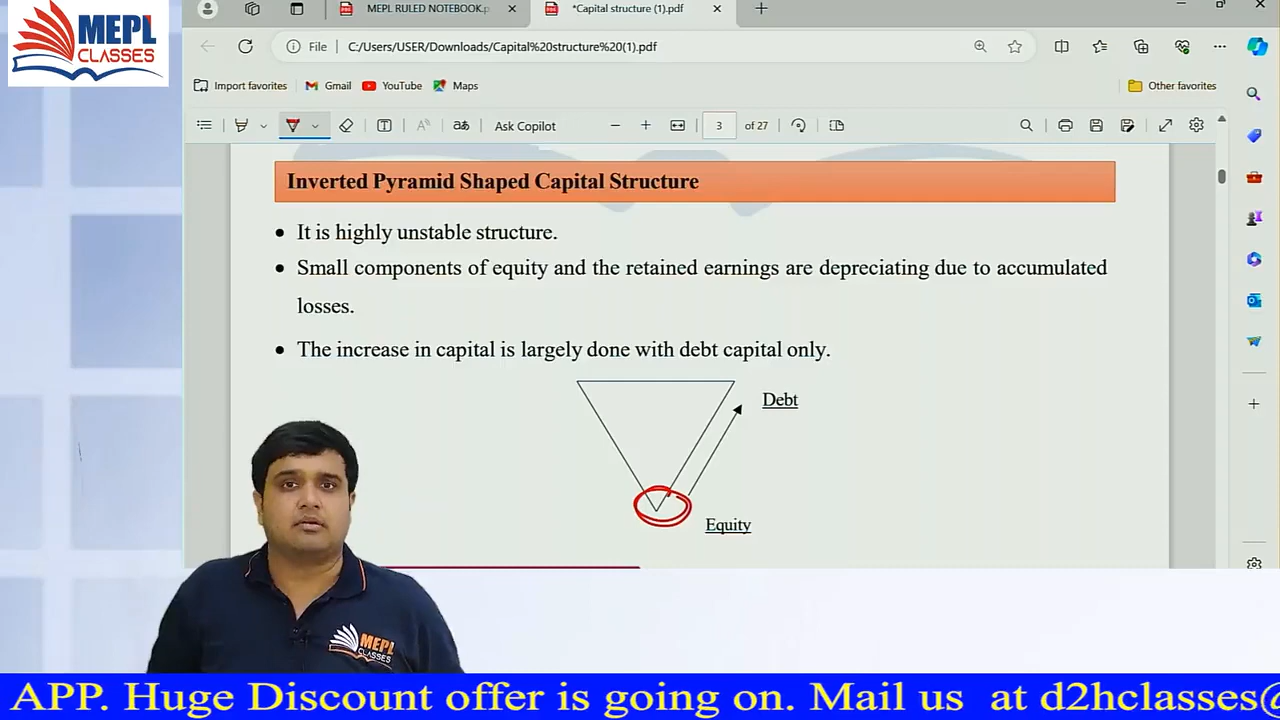 MEPL
CLASSES
MEPL RULED NOTEBOOK.p
*Capital structure (1).pdf
File
C:/Users/USER/Downloads/Capital%20structure%20(1).pdf
Import favorites
Gmail
YouTube
Maps
Other favorites
Ask Copilot
3
of 27
Inverted Pyramid Shaped Capital Structure
• It is highly unstable structure.
• Small components of equity and the retained earnings are depreciating due to accumulated
losses.
• The increase in capital is largely done with debt capital only.
Debt
Equity
MEPL
CLASSES
APP. Huge Discount offer is going on. Mail us at d2hclasses@